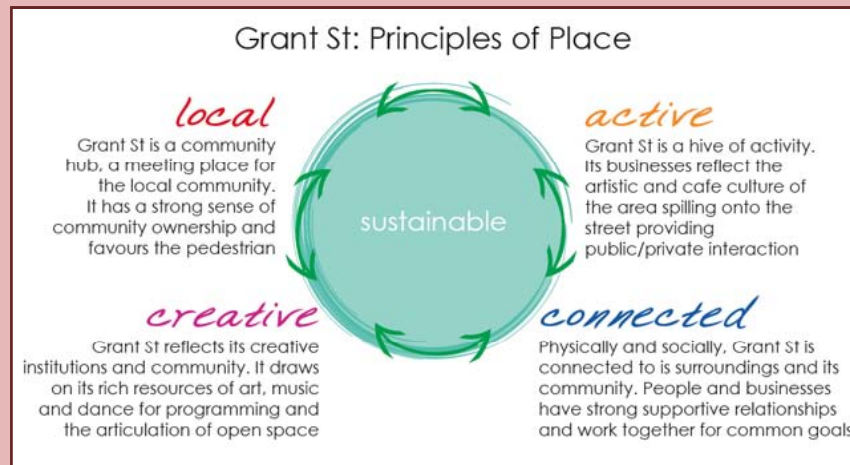 Grant St: Principles of Place
local
Grant St is a community
hub, a meeting place for
the local community.
It has a strong sense of
community ownership and
favours the pedestrian
active
Grant St is a hive of activity.
Its businesses reflect the
artistic and cafe culture of
the area spilling onto the
street providing
public/private interaction
sustainable
creative
Grant St reflects its creative
institutions and community. It draws
on its rich resources of art, music
and dance for programming and
the articulation of open space
connected
Physically and socially, Grant St is
connected to is surroundings and its
community. People and businesses
have strong supportive relationships
and work together for common goals